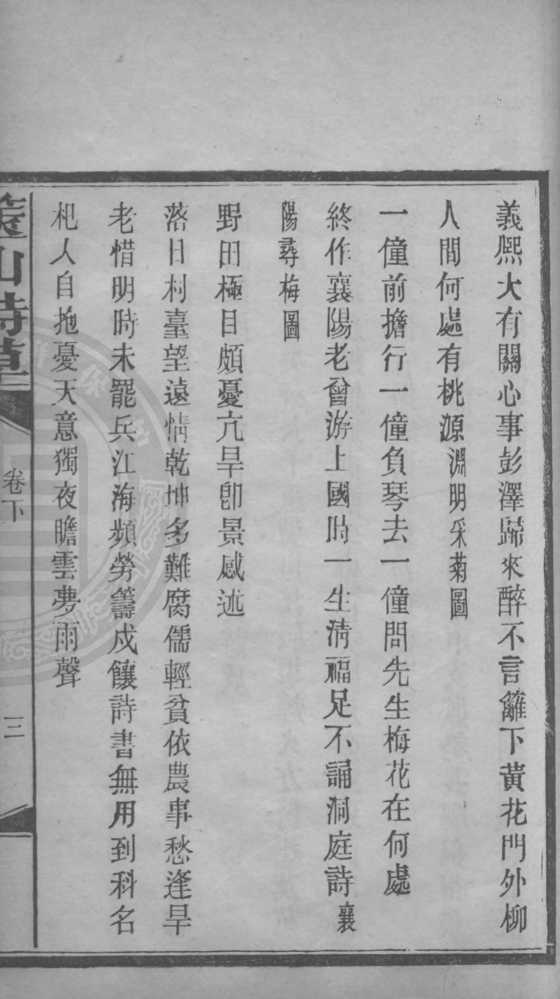 義熙大有關心事彭澤歸來醉不言籬下黄花門外柳
人間何處有桃源淵明采菊圖
一僮前擔行一僮負琴去一僮問先生梅花在何處
終作襄陽老曾游上國時一生清福足不誦洞庭詩襄
陽尋梅圖
野田極目頗憂亢旱卽景感述
落日村臺望遠情乾坤多難腐儒輕貧依農事愁逢旱
老惜明時未罷兵江海頻勞籌戍饟詩書無用到科名
杞人自抱憂天意獨夜瞻雲夢雨聲
山詩草
卷下
三